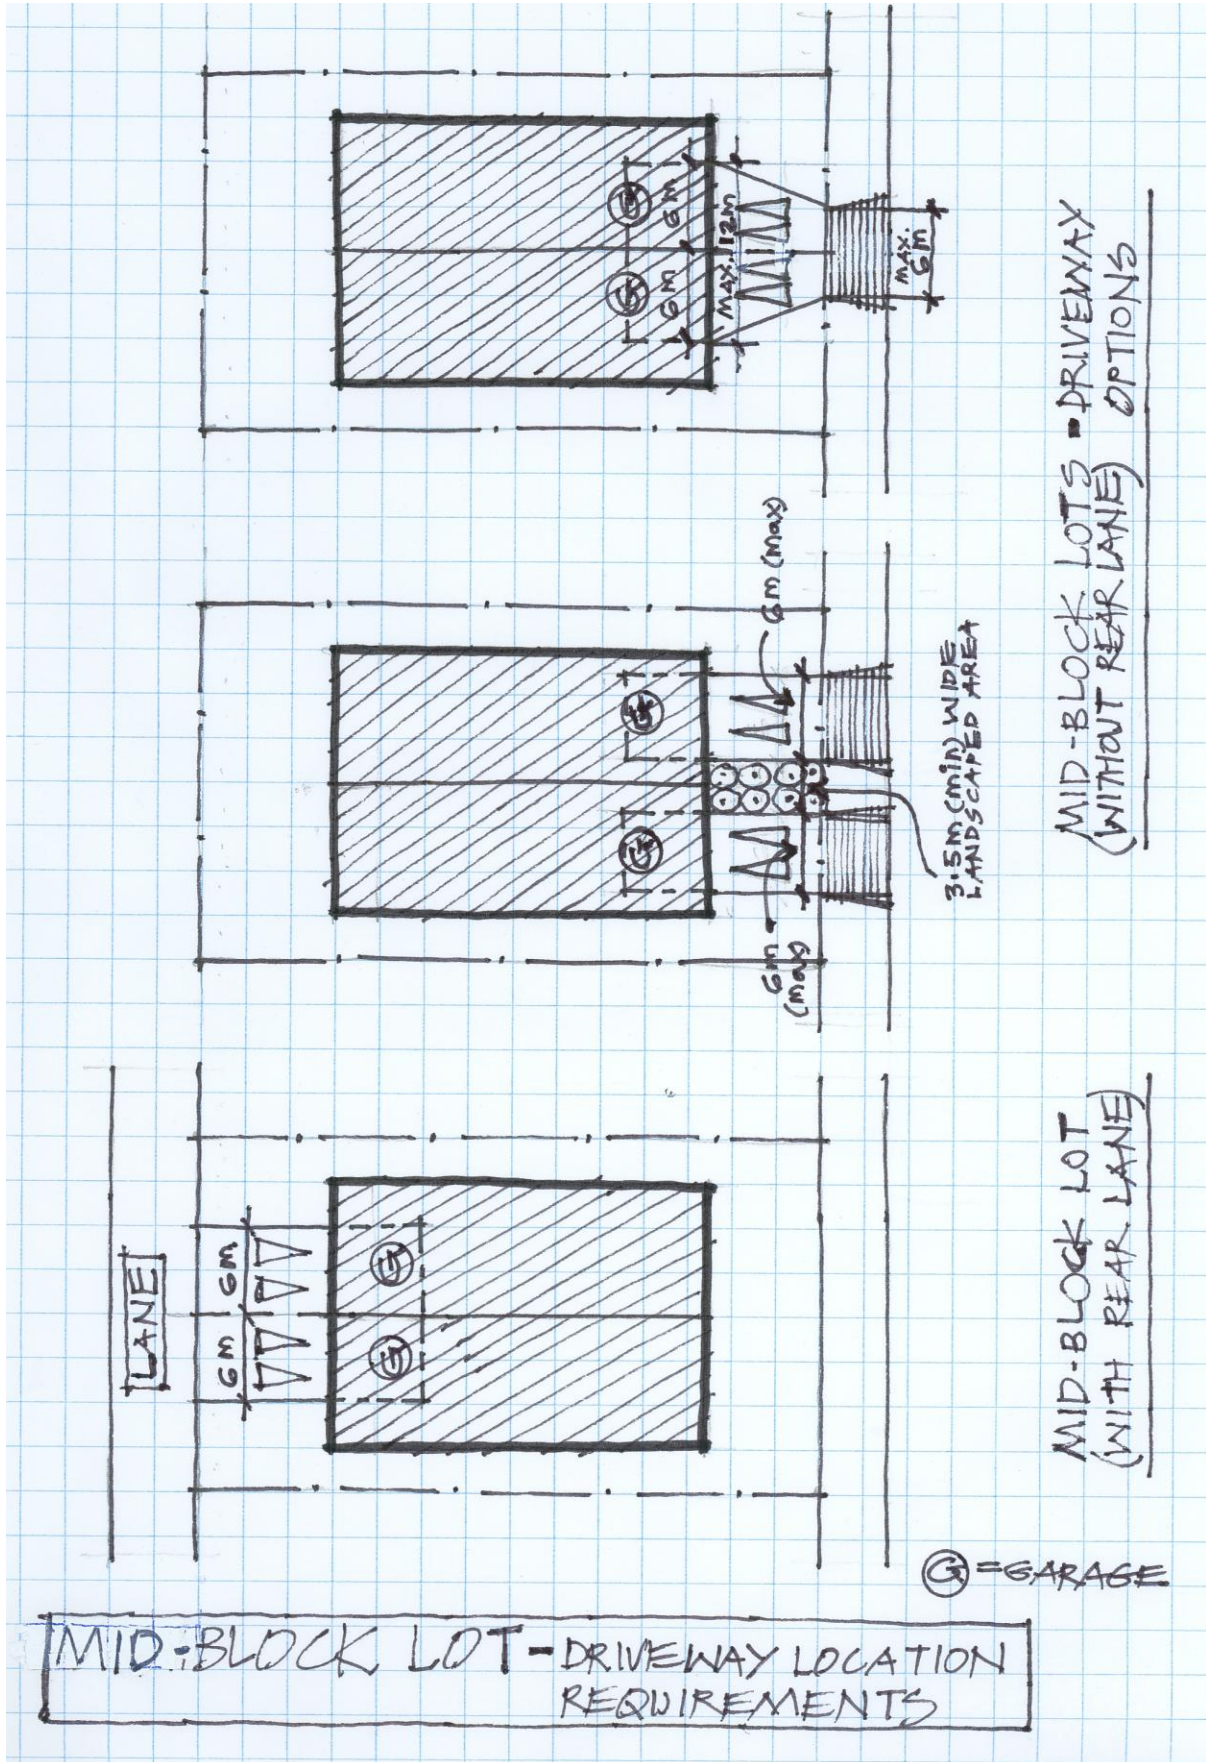 6M
6M
MAX. 12M
MAX.
6M
G
G
MID-BLOCK LOTS - DRIVEWAY
(WITHOUT REAR LANE) OPTIONS
6m (max)
6m
(max)
3.5m (min) WIDE
LANDSCAPED AREA
G
G
LANE
6M
6M
G
G
MID-BLOCK LOT
(WITH REAR LANE)
G = GARAGE
MID-BLOCK LOT - DRIVEWAY LOCATION
REQUIREMENTS